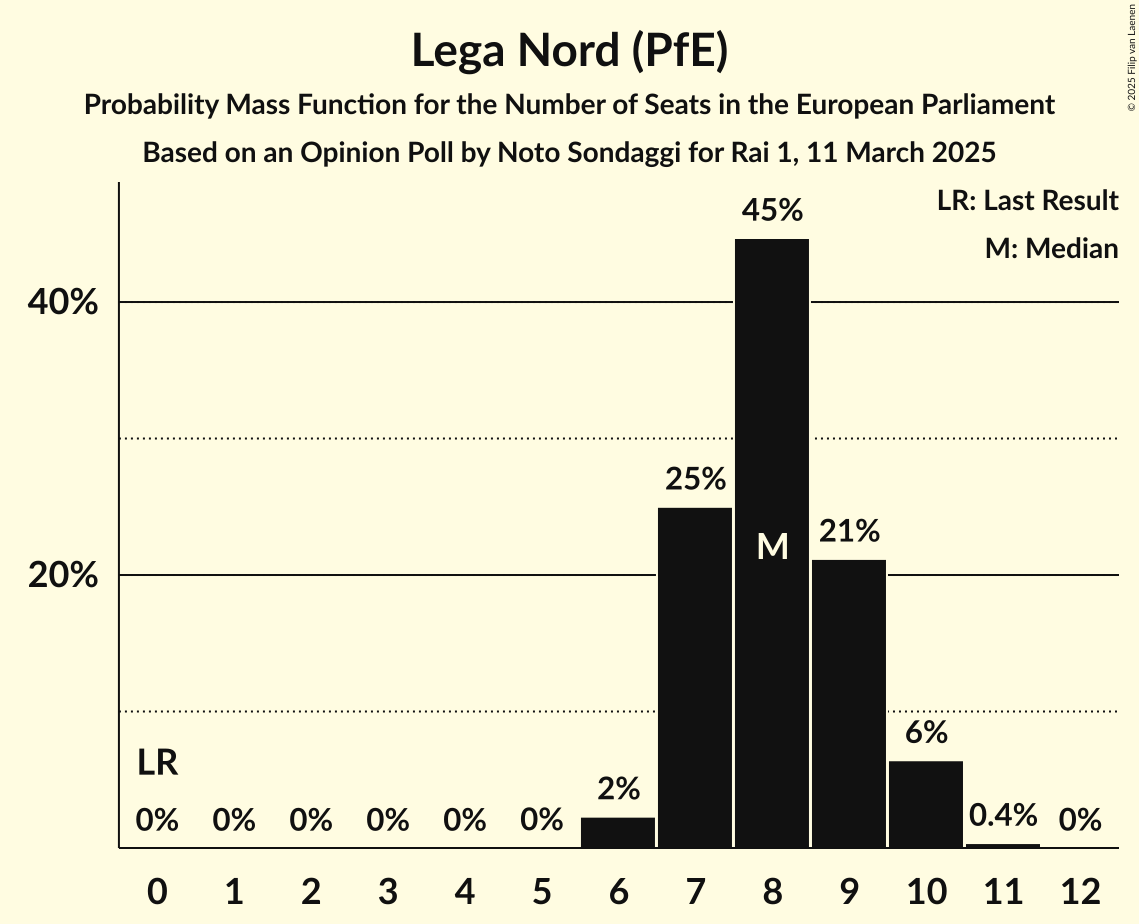 Lega Nord (PfE)
Probability Mass Function for the Number of Seats in the European Parliament
Based on an Opinion Poll by Noto Sondaggi for Rai 1, 11 March 2025
© 2025 Filip van Laenen
LR: Last Result
M: Median
45%
40%
25%
21%
M
20%
6%
LR
2%
0% 0% 0% 0% 0% 0% 0.4% 0%
0 1 2 3 4 5 6 7 8 9 10 11 12